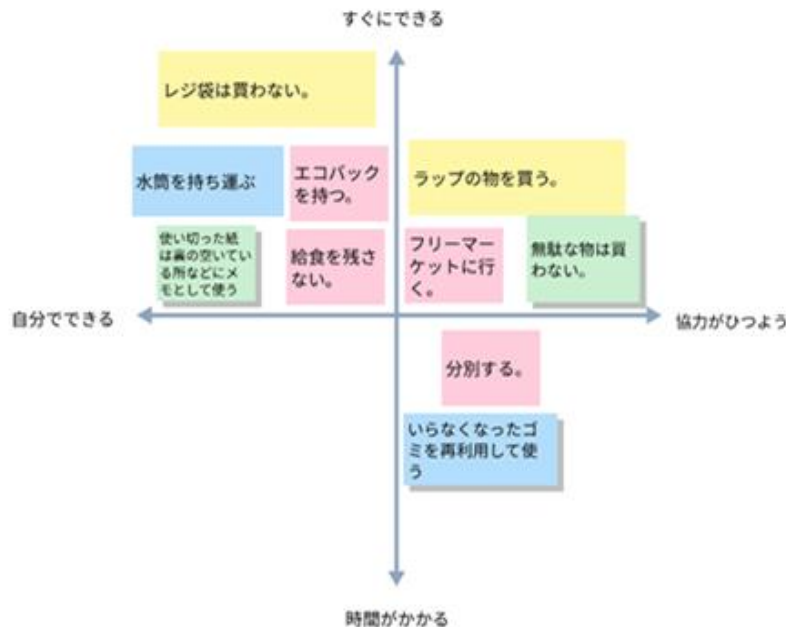 すぐにできる
レジ袋は買わない。
水筒を持ち運ぶ
エコバック
を持つ。
ラップの物を買う。
使い切った紙
は裏の空いてい
る所などにメ
モとして使う
給食を残さ
ない。
フリーマー
ケットに行
く。
無駄な物は買
わない。
自分でできる
協力がひつよう
分別する。
いらなくなったゴ
ミを再利用して使
う
時間がかかる